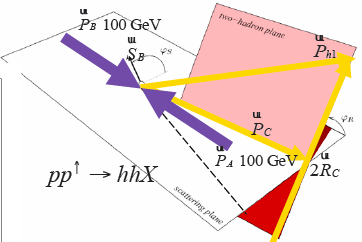 P_B 100 GeV
S_B
φ_S
two-hadron plane
P_h1
P_C
P_A 100 GeV
2R_C
φ_R
pp↑ → hhX
scattering plane